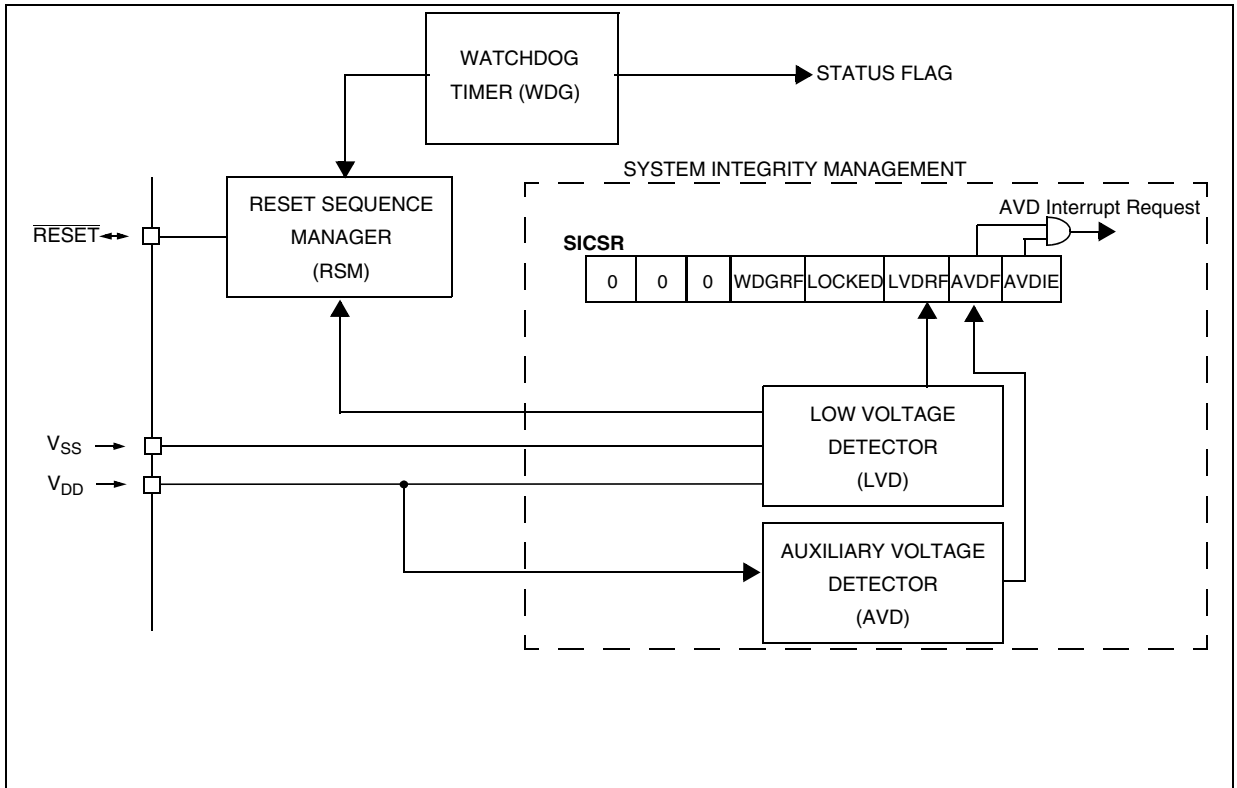 WATCHDOG
TIMER (WDG)
STATUS FLAG
SYSTEM INTEGRITY MANAGEMENT
RESET SEQUENCE
MANAGER
(RSM)
RESET
AVD Interrupt Request
SICSR
0 0 0 WDGRF LOCKED LVDRF AVDF AVDIE
LOW VOLTAGE
DETECTOR
(LVD)
VSS
VDD
AUXILIARY VOLTAGE
DETECTOR
(AVD)